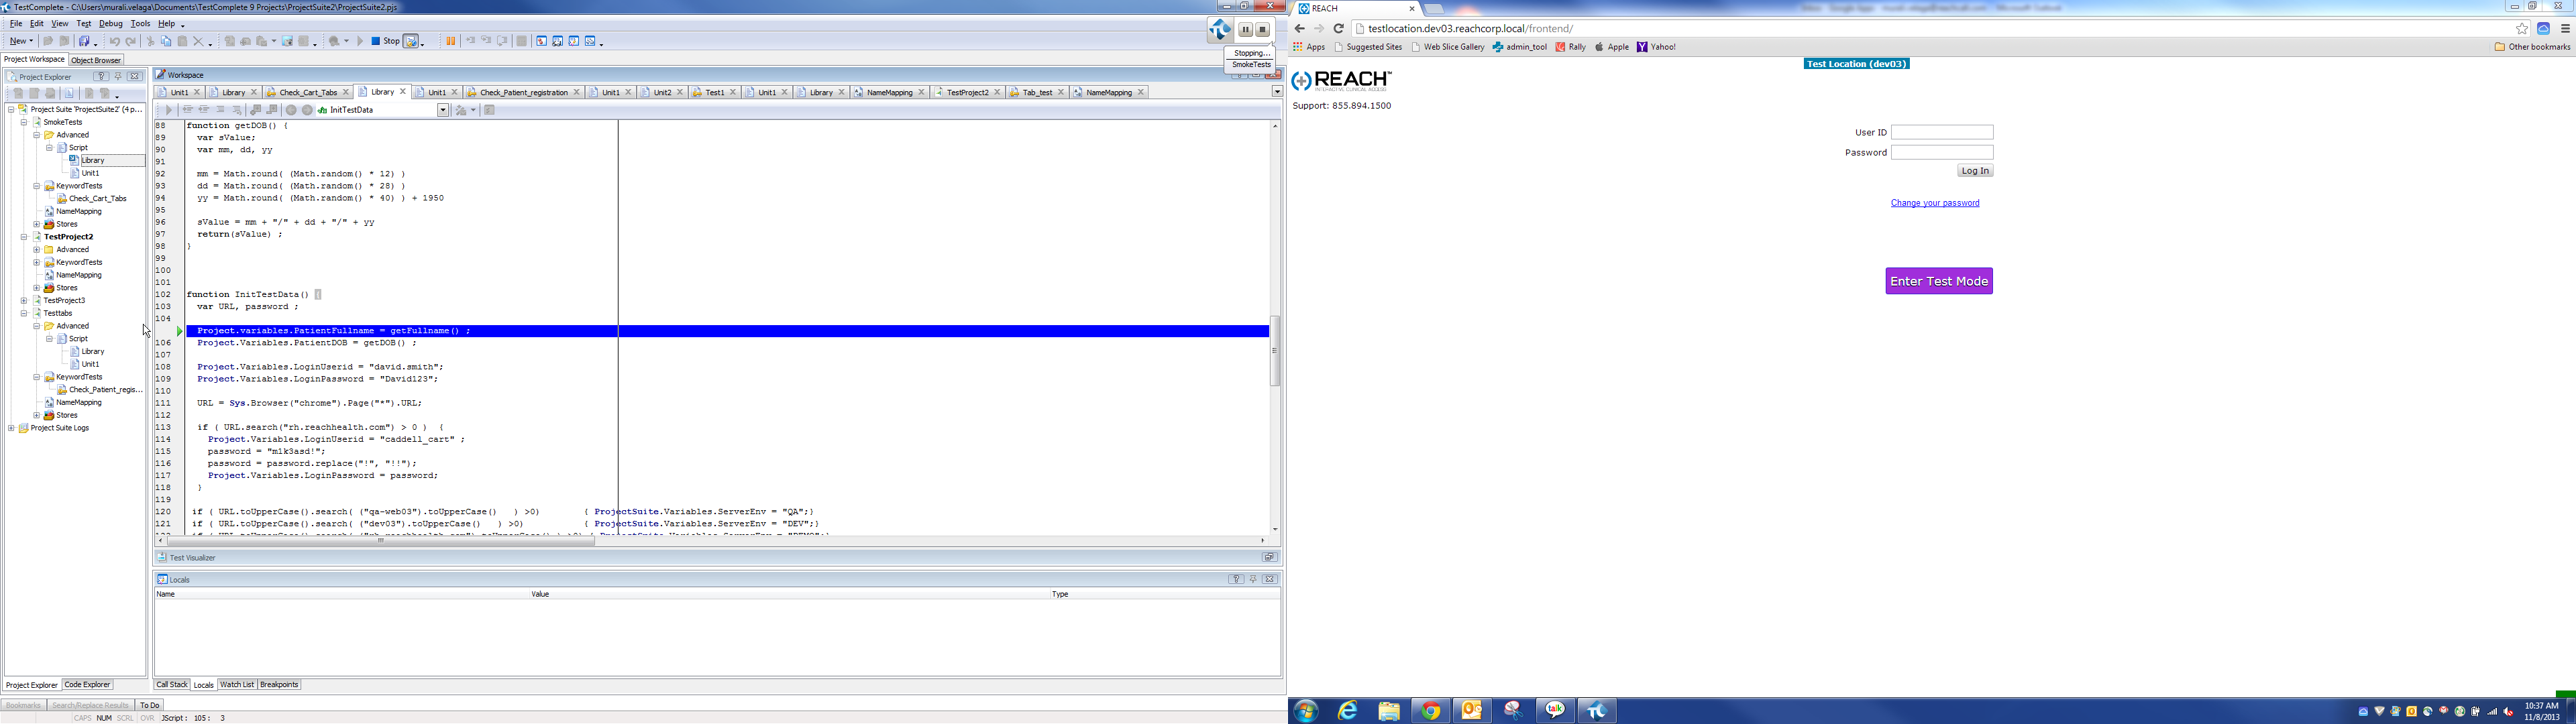 TestComplete - C:\Users\murali.velaga\Documents\TestComplete 9 Projects\ProjectSuite2\ProjectSuite2.pjs
File Edit View Test Debug Tools Help
New Stop
Stopping...
SmokeTests
Project Workspace Object Browser
Project Explorer
Project Suite 'ProjectSuite2' (4 p...
SmokeTests
Advanced
Script
Library
Unit1
KeywordTests
Check_Cart_Tabs
NameMapping
Stores
TestProject2
Advanced
KeywordTests
NameMapping
Stores
TestProject3
Testtabs
Advanced
Script
Library
Unit1
KeywordTests
Check_Patient_regis...
NameMapping
Stores
Project Suite Logs
Project Explorer Code Explorer
Workspace
Unit1 Library Check_Cart_Tabs Library Unit1 Check_Patient_registration Unit1 Unit2 Test1 Unit1 Library NameMapping TestProject2 Tab_test NameMapping
InitTestData
88 function getDOB() {
89 var sValue;
90 var mm, dd, yy
91
92 mm = Math.round( (Math.random() * 12) )
93 dd = Math.round( (Math.random() * 28) )
94 yy = Math.round( (Math.random() * 40) ) + 1950
95
96 sValue = mm + "/" + dd + "/" + yy
97 return(sValue) ;
98 }
99
100
101
102 function InitTestData() {
103 var URL, password ;
104
Project.variables.PatientFullname = getFullname() ;
106 Project.Variables.PatientDOB = getDOB() ;
107
108 Project.Variables.LoginUserid = "david.smith";
109 Project.Variables.LoginPassword = "David123";
110
111 URL = Sys.Browser("chrome").Page("*").URL;
112
113 if ( URL.search("rh.reachhealth.com") > 0 ) {
114 Project.Variables.LoginUserid = "caddell_cart" ;
115 password = "m1k3asd!";
116 password = password.replace("!", "!!");
117 Project.Variables.LoginPassword = password;
118 }
119
120 if ( URL.toUpperCase().search( ("qa-web03").toUpperCase() ) >0) { ProjectSuite.Variables.ServerEnv = "QA";}
121 if ( URL.toUpperCase().search( ("dev03").toUpperCase() ) >0) { ProjectSuite.Variables.ServerEnv = "DEV";}
Test Visualizer
Locals
Name Value Type
Call Stack Locals Watch List Breakpoints
Bookmarks Search/Replace Results To Do
CAPS NUM SCRL OVR JScript : 105 : 3
REACH
testlocation.dev03.reachcorp.local/frontend/
Apps Suggested Sites Web Slice Gallery admin_tool Rally Apple Yahoo! Other bookmarks
Test Location (dev03)
REACH™
INTERACTIVE CLINICAL ACCESS
Support: 855.894.1500
User ID
Password
Log In
Change your password
Enter Test Mode
talk
10:37 AM
11/8/2013